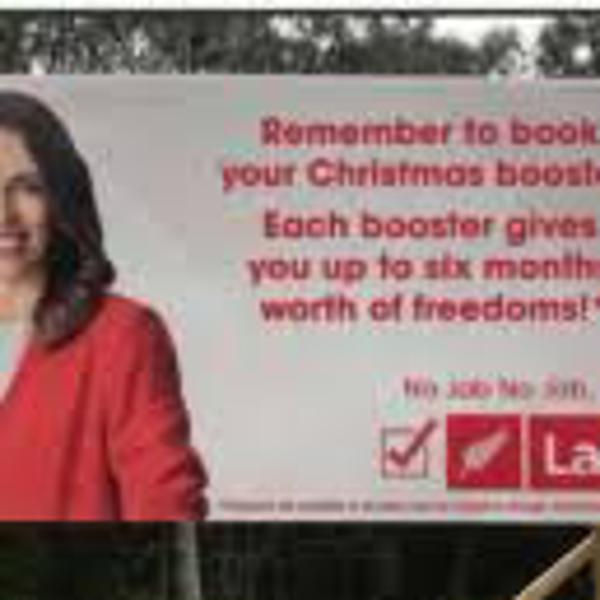 Remember to book
your Christmas booste
Each booster gives
you up to six months
worth of freedoms!*
No Jab No Job.
La